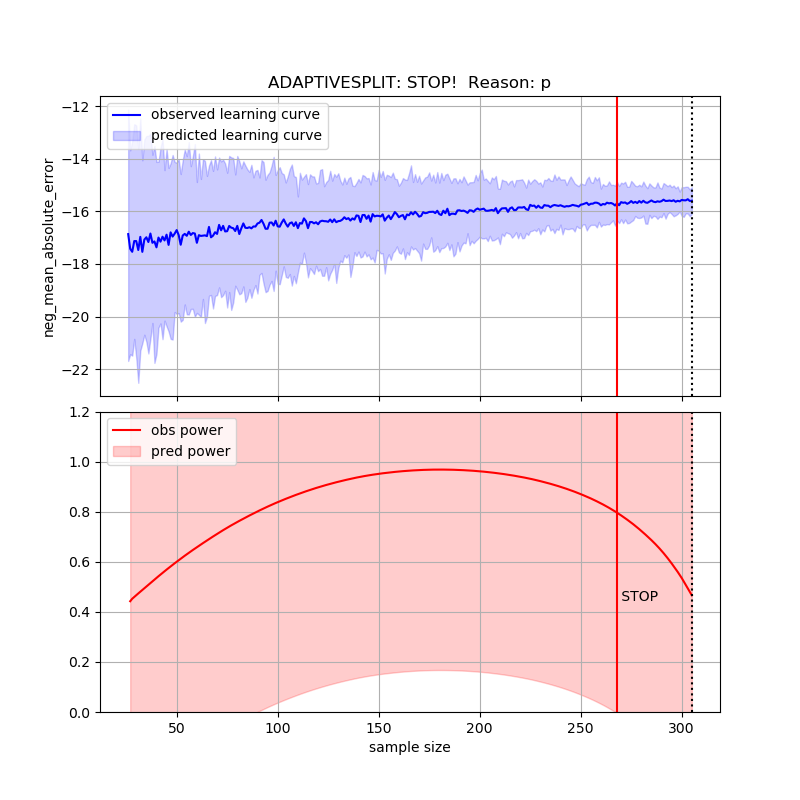 ADAPTIVESPLIT: STOP!  Reason: p
observed learning curve
predicted learning curve
neg_mean_absolute_error
−12
−14
−16
−18
−20
−22
obs power
pred power
1.2
1.0
0.8
0.6
0.4
0.2
0.0
STOP
50 100 150 200 250 300
sample size